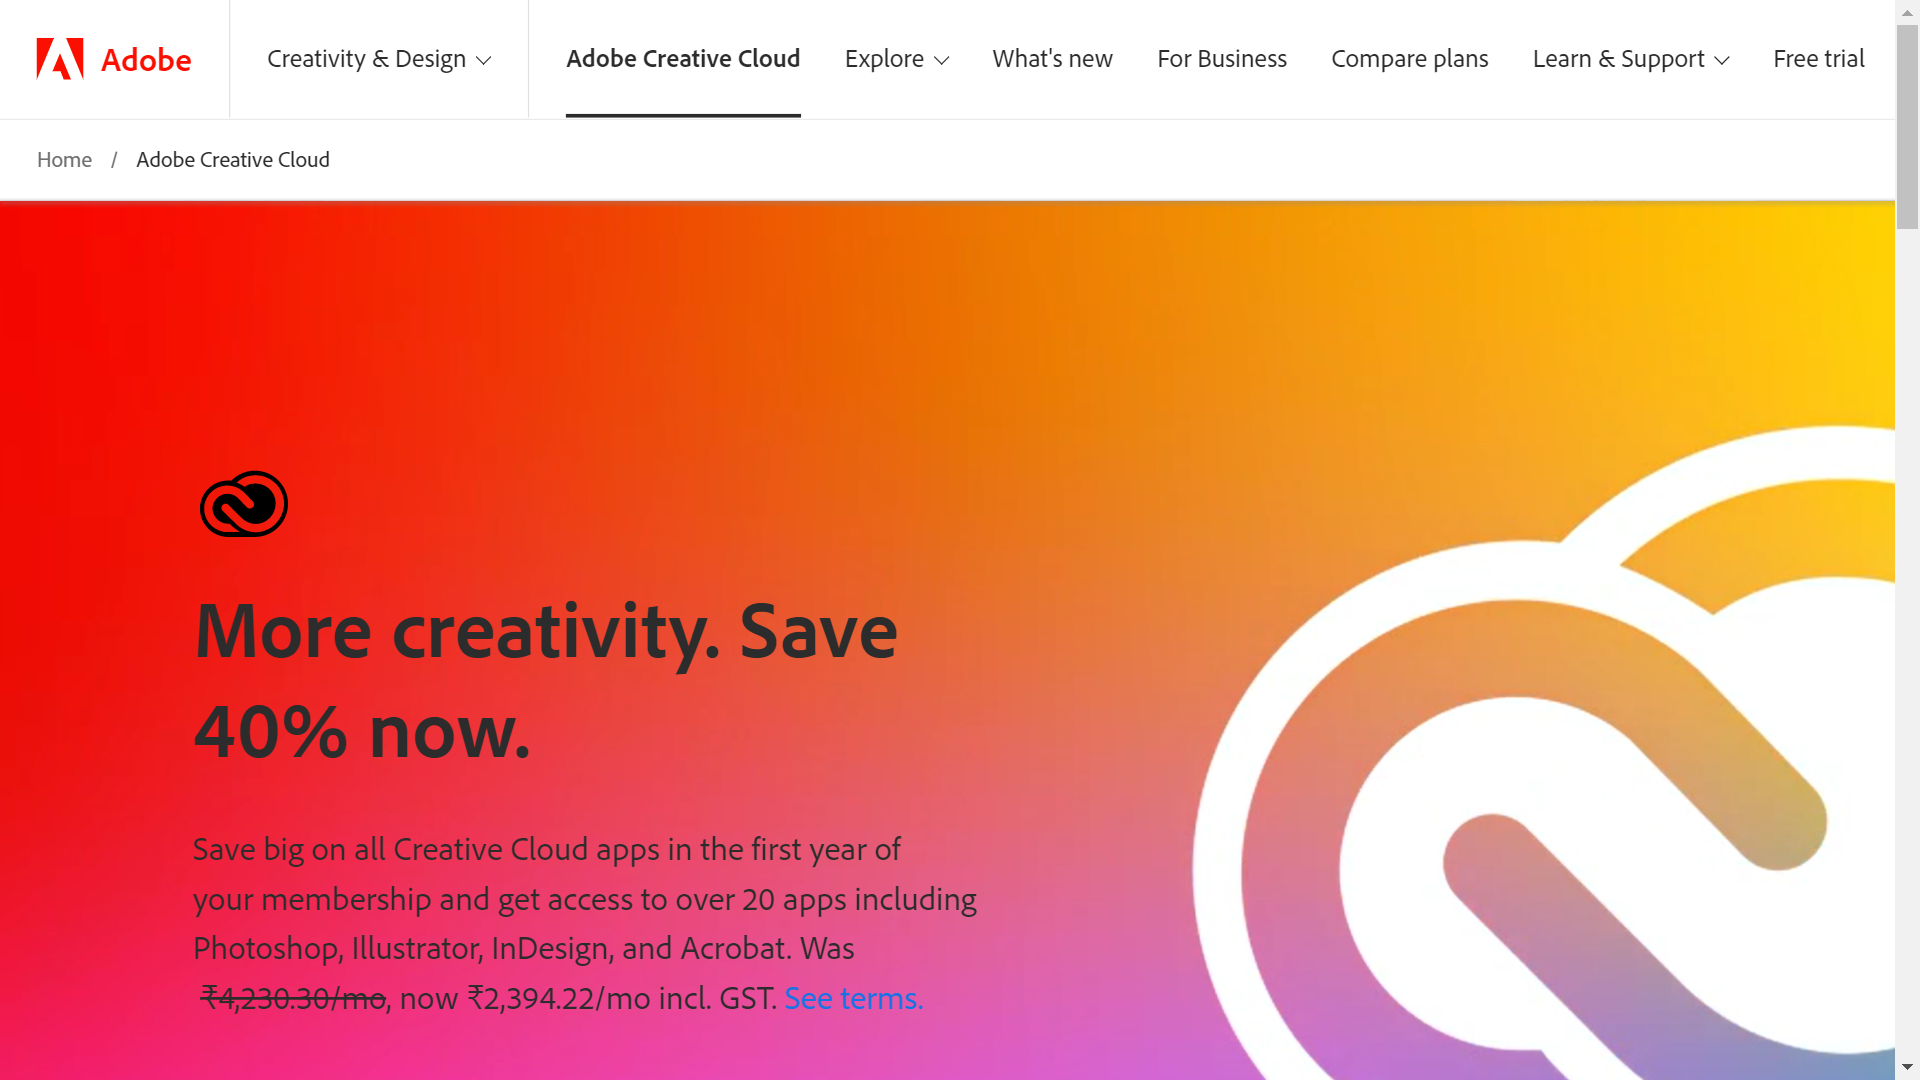 Adobe
Creativity & Design
Adobe Creative Cloud
Explore
What's new
For Business
Compare plans
Learn & Support
Free trial
Home / Adobe Creative Cloud
More creativity. Save
40% now.
Save big on all Creative Cloud apps in the first year of
your membership and get access to over 20 apps including
Photoshop, Illustrator, InDesign, and Acrobat. Was
₹4,230.30/mo, now ₹2,394.22/mo incl. GST. See terms.